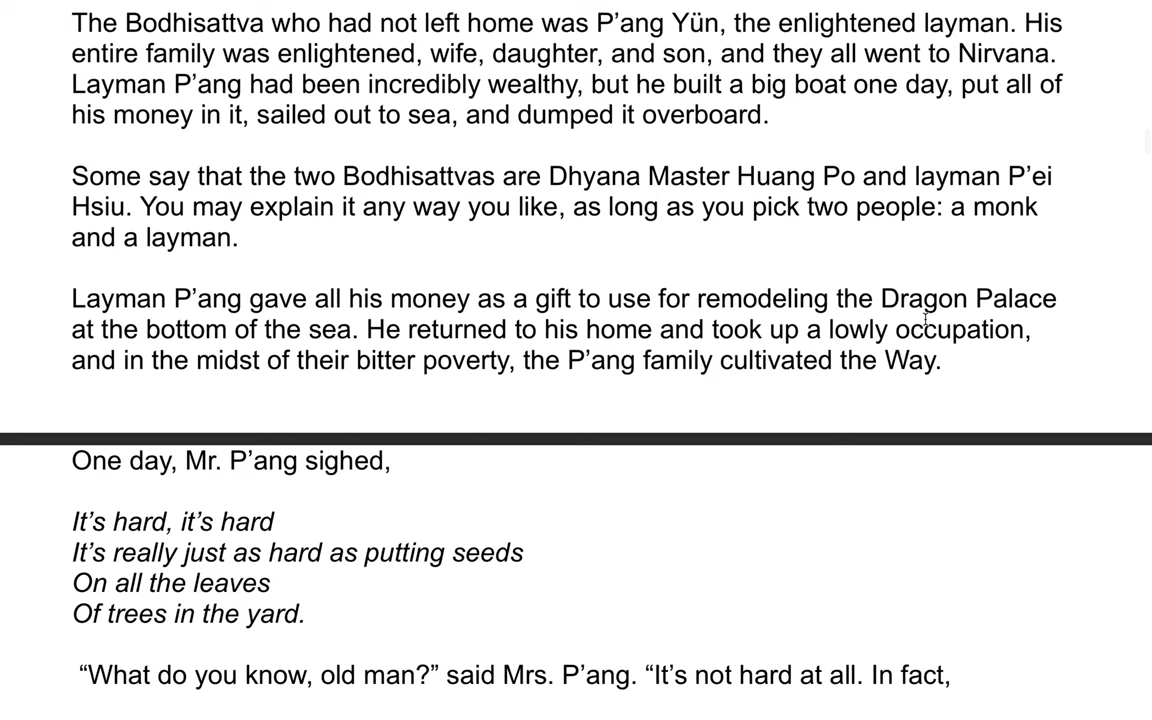 The Bodhisattva who had not left home was P’ang Yün, the enlightened layman. His
entire family was enlightened, wife, daughter, and son, and they all went to Nirvana.
Layman P’ang had been incredibly wealthy, but he built a big boat one day, put all of
his money in it, sailed out to sea, and dumped it overboard.
Some say that the two Bodhisattvas are Dhyana Master Huang Po and layman P’ei
Hsiu. You may explain it any way you like, as long as you pick two people: a monk
and a layman.
Layman P’ang gave all his money as a gift to use for remodeling the Dragon Palace
at the bottom of the sea. He returned to his home and took up a lowly occupation,
and in the midst of their bitter poverty, the P’ang family cultivated the Way.
One day, Mr. P’ang sighed,
It’s hard, it’s hard
It’s really just as hard as putting seeds
On all the leaves
Of trees in the yard.
“What do you know, old man?” said Mrs. P’ang. “It’s not hard at all. In fact,